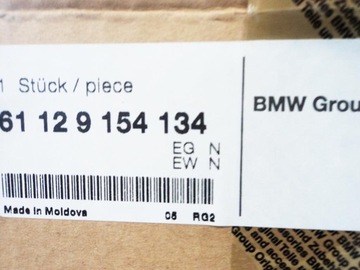 1 Stück / piece
61 12 9 154 134
EG N
EW N
Made in Moldova 05 RG2
BMW Grou